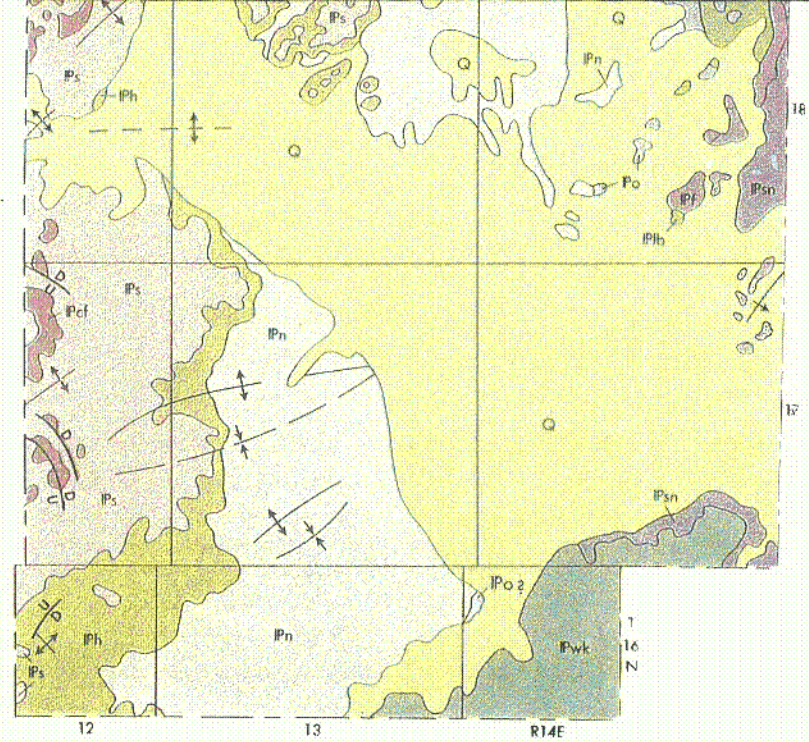 IPs
Q
IPs
IPn
Q
IPh
18
Q
IPo
IPf
IPsn
IPlb
D
U
IPs
IPcf
IPn
17
Q
D
IPs
U
D
IPsn
IPo?
U
D
IPh
IPn
IPwk
T
16
N
IPs
12
13
R14E